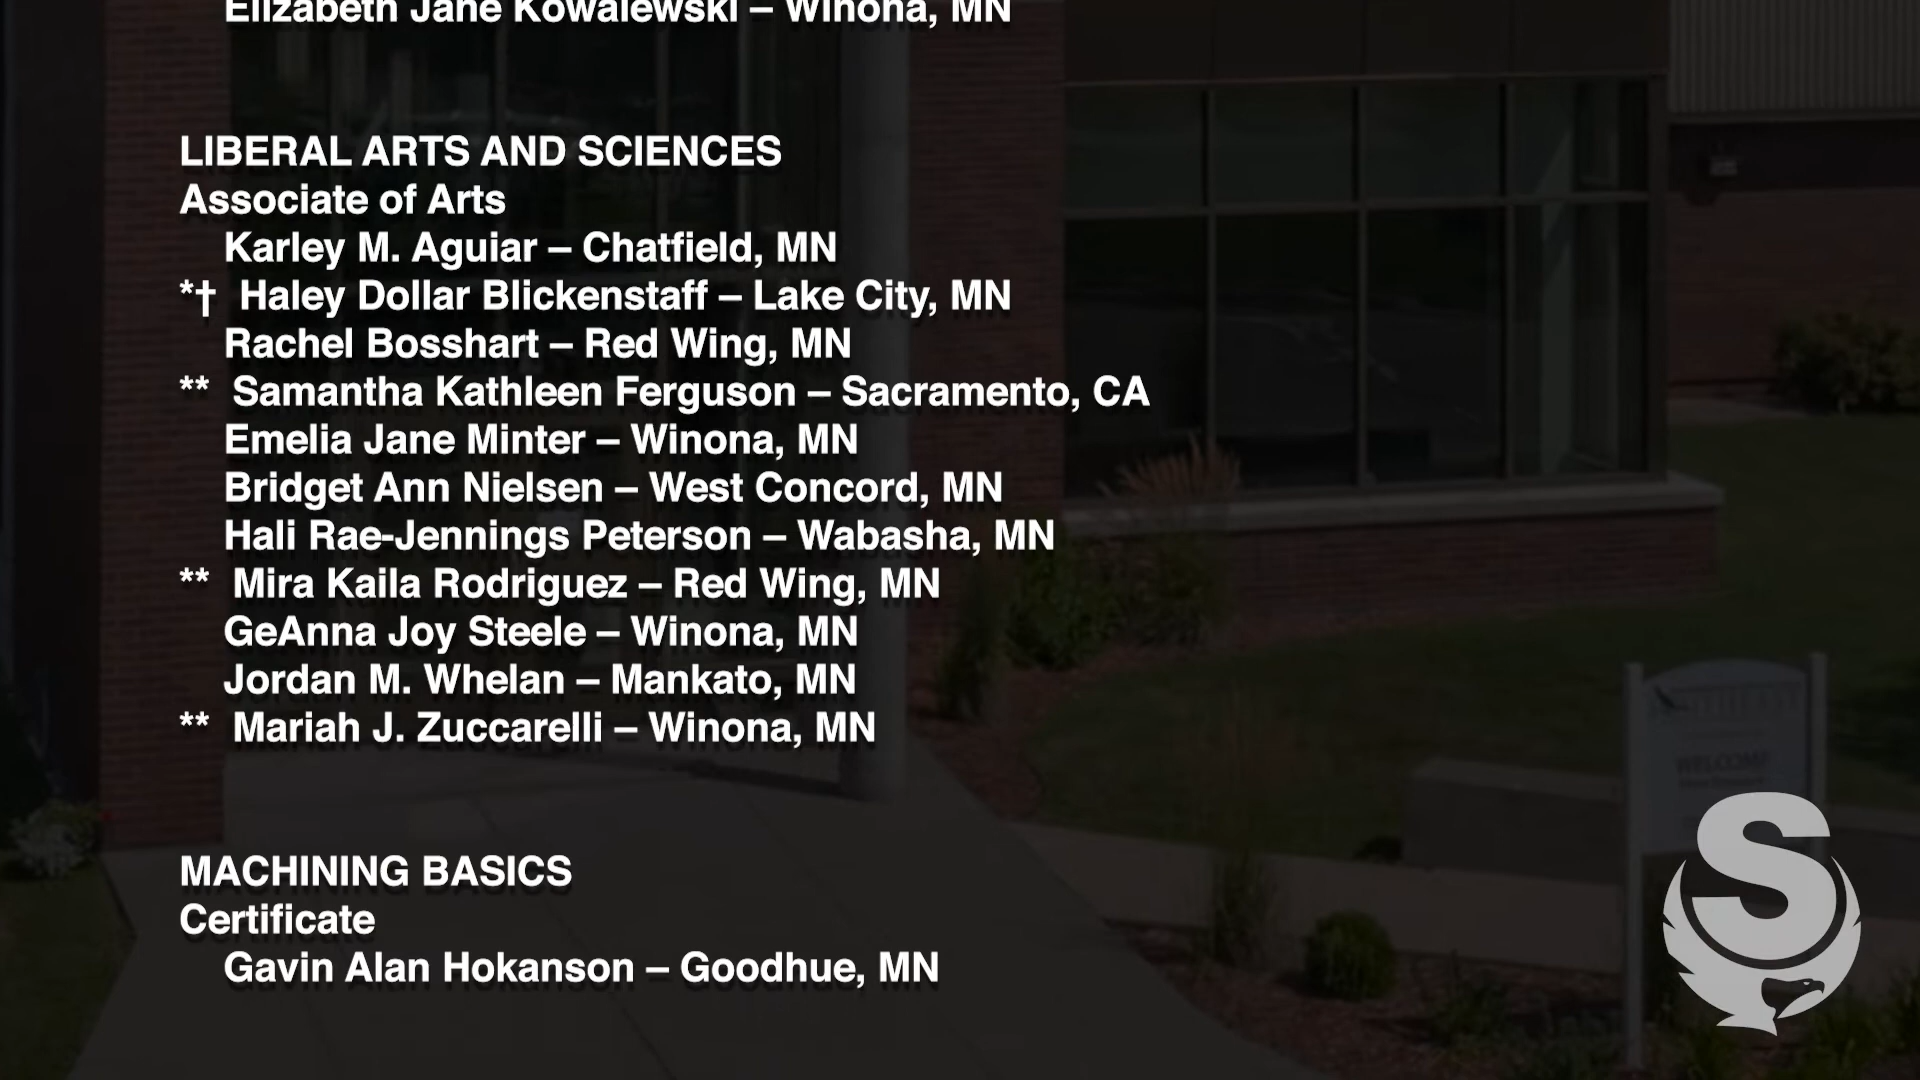 Elizabeth Jane Kowalewski – Winona, MN
LIBERAL ARTS AND SCIENCES
Associate of Arts
Karley M. Aguiar – Chatfield, MN
*† Haley Dollar Blickenstaff – Lake City, MN
Rachel Bosshart – Red Wing, MN
** Samantha Kathleen Ferguson – Sacramento, CA
Emelia Jane Minter – Winona, MN
Bridget Ann Nielsen – West Concord, MN
Hali Rae-Jennings Peterson – Wabasha, MN
** Mira Kaila Rodriguez – Red Wing, MN
GeAnna Joy Steele – Winona, MN
Jordan M. Whelan – Mankato, MN
** Mariah J. Zuccarelli – Winona, MN
MACHINING BASICS
Certificate
Gavin Alan Hokanson – Goodhue, MN
WELCOME
S